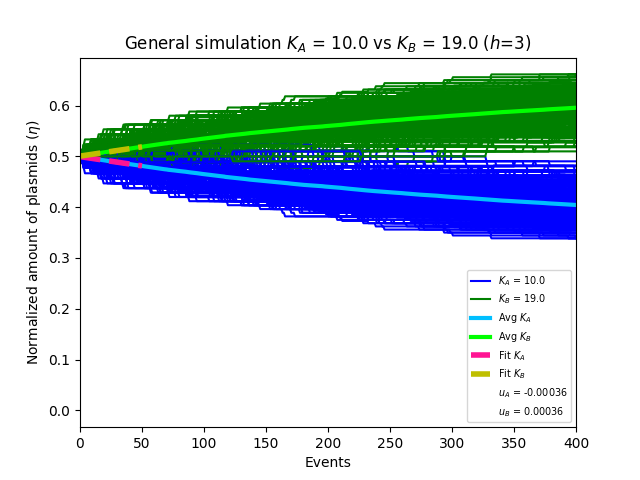 General simulation K_A = 10.0 vs K_B = 19.0 (h=3)
Normalized amount of plasmids (η)
0.6
0.5
0.4
0.3
0.2
0.1
0.0
K_A = 10.0
K_B = 19.0
Avg K_A
Avg K_B
Fit K_A
Fit K_B
u_A = -0.00036
u_B = 0.00036
0 50 100 150 200 250 300 350 400
Events